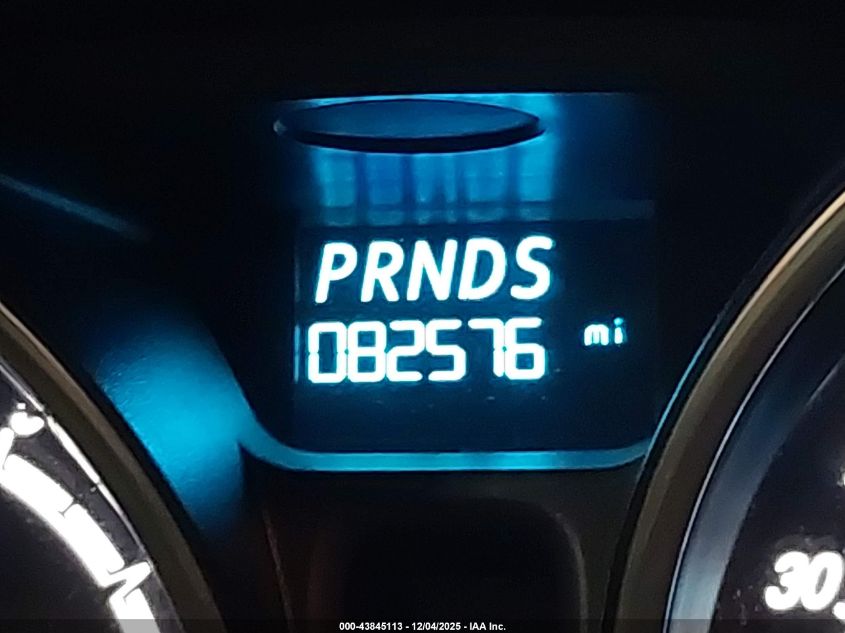 PRNDS
082576 mi
30
000-43845113 - 12/04/2025 - IAA Inc.